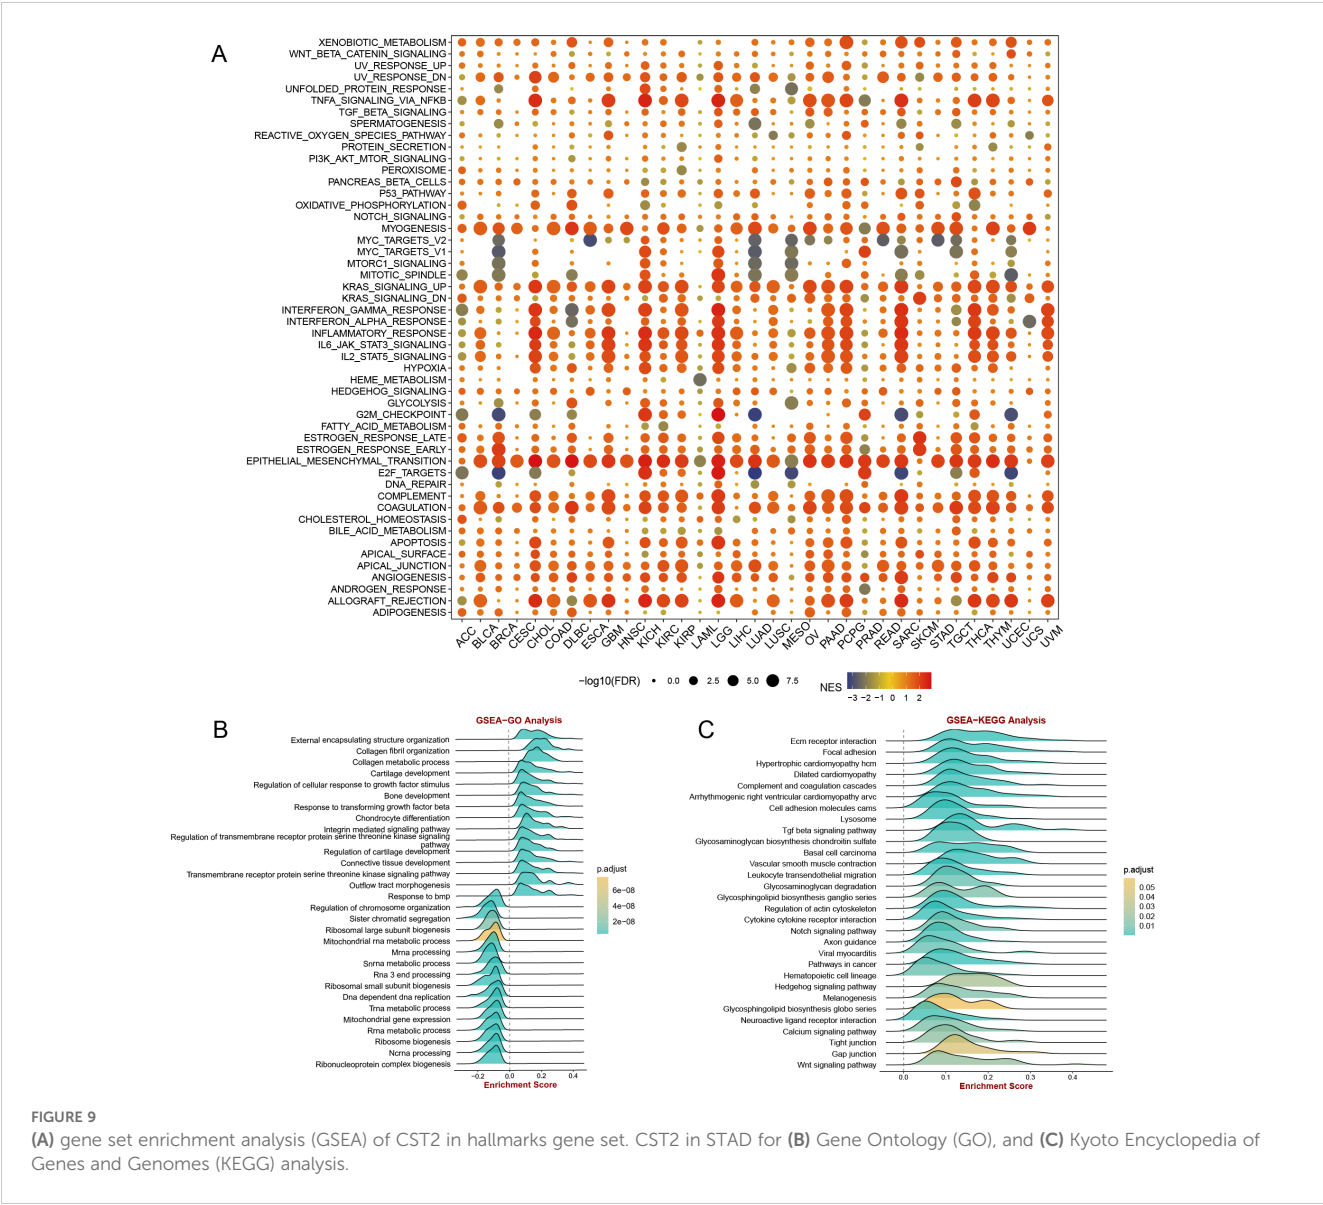 A
XENOBIOTIC_METABOLISM
WNT_BETA_CATENIN_SIGNALING
UV_RESPONSE_UP
UV_RESPONSE_DN
UNFOLDED_PROTEIN_RESPONSE
TNFA_SIGNALING_VIA_NFKB
TGF_BETA_SIGNALING
SPERMATOGENESIS
REACTIVE_OXYGEN_SPECIES_PATHWAY
PROTEIN_SECRETION
PI3K_AKT_MTOR_SIGNALING
PEROXISOME
PANCREAS_BETA_CELLS
P53_PATHWAY
OXIDATIVE_PHOSPHORYLATION
NOTCH_SIGNALING
MYOGENESIS
MYC_TARGETS_V2
MYC_TARGETS_V1
MTORC1_SIGNALING
MITOTIC_SPINDLE
KRAS_SIGNALING_UP
KRAS_SIGNALING_DN
INTERFERON_GAMMA_RESPONSE
INTERFERON_ALPHA_RESPONSE
INFLAMMATORY_RESPONSE
IL6_JAK_STAT3_SIGNALING
IL2_STAT5_SIGNALING
HYPOXIA
HEME_METABOLISM
HEDGEHOG_SIGNALING
GLYCOLYSIS
G2M_CHECKPOINT
FATTY_ACID_METABOLISM
ESTROGEN_RESPONSE_LATE
ESTROGEN_RESPONSE_EARLY
EPITHELIAL_MESENCHYMAL_TRANSITION
E2F_TARGETS
DNA_REPAIR
COMPLEMENT
COAGULATION
CHOLESTEROL_HOMEOSTASIS
BILE_ACID_METABOLISM
APOPTOSIS
APICAL_SURFACE
APICAL_JUNCTION
ANGIOGENESIS
ANDROGEN_RESPONSE
ALLOGRAFT_REJECTION
ADIPOGENESIS
ACC BLCA BRCA CESC CHOL COAD DLBC ESCA GBM HNSC KICH KIRC KIRP LAML LGG LIHC LUAD LUSC MESO OV PAAD PCPG PRAD READ SARC SKCM STAD TGCT THCA THYM UCEC UCS UVM
−log10(FDR) 0.0 2.5 5.0 7.5
NES −3 −2 −1 0 1 2
B
GSEA−GO Analysis
External encapsulating structure organization
Collagen fibril organization
Collagen metabolic process
Cartilage development
Regulation of cellular response to growth factor stimulus
Bone development
Response to transforming growth factor beta
Chondrocyte differentiation
Integrin mediated signaling pathway
Regulation of transmembrane receptor protein serine threonine kinase signaling
pathway
Regulation of cartilage development
Connective tissue development
Transmembrane receptor protein serine threonine kinase signaling pathway
Outflow tract morphogenesis
Response to bmp
Regulation of chromosome organization
Sister chromatid segregation
Ribosomal large subunit biogenesis
Mitochondrial rna metabolic process
Mrna processing
Snrna metabolic process
Rna 3 end processing
Ribosomal small subunit biogenesis
Dna dependent dna replication
Trna metabolic process
Mitochondrial gene expression
Rrna metabolic process
Ribosome biogenesis
Ncrna processing
Ribonucleoprotein complex biogenesis
−0.2 0.0 0.2 0.4
Enrichment Score
p.adjust
6e−08
4e−08
2e−08
C
GSEA−KEGG Analysis
Ecm receptor interaction
Focal adhesion
Hypertrophic cardiomyopathy hcm
Dilated cardiomyopathy
Complement and coagulation cascades
Arrhythmogenic right ventricular cardiomyopathy arvc
Cell adhesion molecules cams
Lysosome
Tgf beta signaling pathway
Glycosaminoglycan biosynthesis chondroitin sulfate
Basal cell carcinoma
Vascular smooth muscle contraction
Leukocyte transendothelial migration
Glycosaminoglycan degradation
Glycosphingolipid biosynthesis ganglio series
Regulation of actin cytoskeleton
Cytokine cytokine receptor interaction
Notch signaling pathway
Axon guidance
Viral myocarditis
Pathways in cancer
Hematopoietic cell lineage
Hedgehog signaling pathway
Melanogenesis
Glycosphingolipid biosynthesis globo series
Neuroactive ligand receptor interaction
Calcium signaling pathway
Tight junction
Gap junction
Wnt signaling pathway
0.0 0.1 0.2 0.3 0.4
Enrichment Score
p.adjust
0.05
0.04
0.03
0.02
0.01
FIGURE 9
(A) gene set enrichment analysis (GSEA) of CST2 in hallmarks gene set. CST2 in STAD for (B) Gene Ontology (GO), and (C) Kyoto Encyclopedia of
Genes and Genomes (KEGG) analysis.